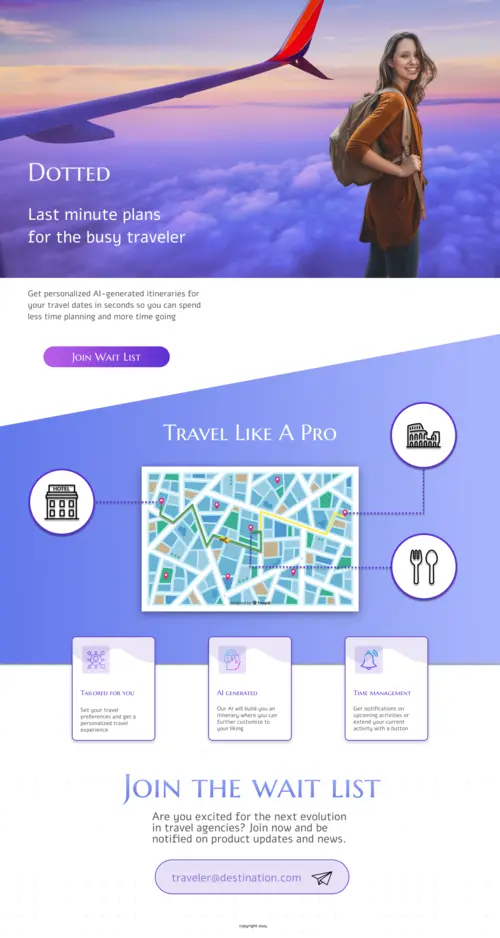 Dotted
Last minute plans
for the busy traveler
Get personalized AI-generated itineraries for
your travel dates in seconds so you can spend
less time planning and more time going
Join Wait List
Travel Like A Pro
HOTEL
Tailored for you
Set your travel
preferences and get a
personalized travel
experience
AI generated
Our AI will build you an
itinerary where you can
further customize to
your liking
Time management
Get notifications on
upcoming activities or
extend your current
activity with a button
Join the wait list
Are you excited for the next evolution
in travel agencies? Join now and be
notified on product updates and news.
traveler@destination.com